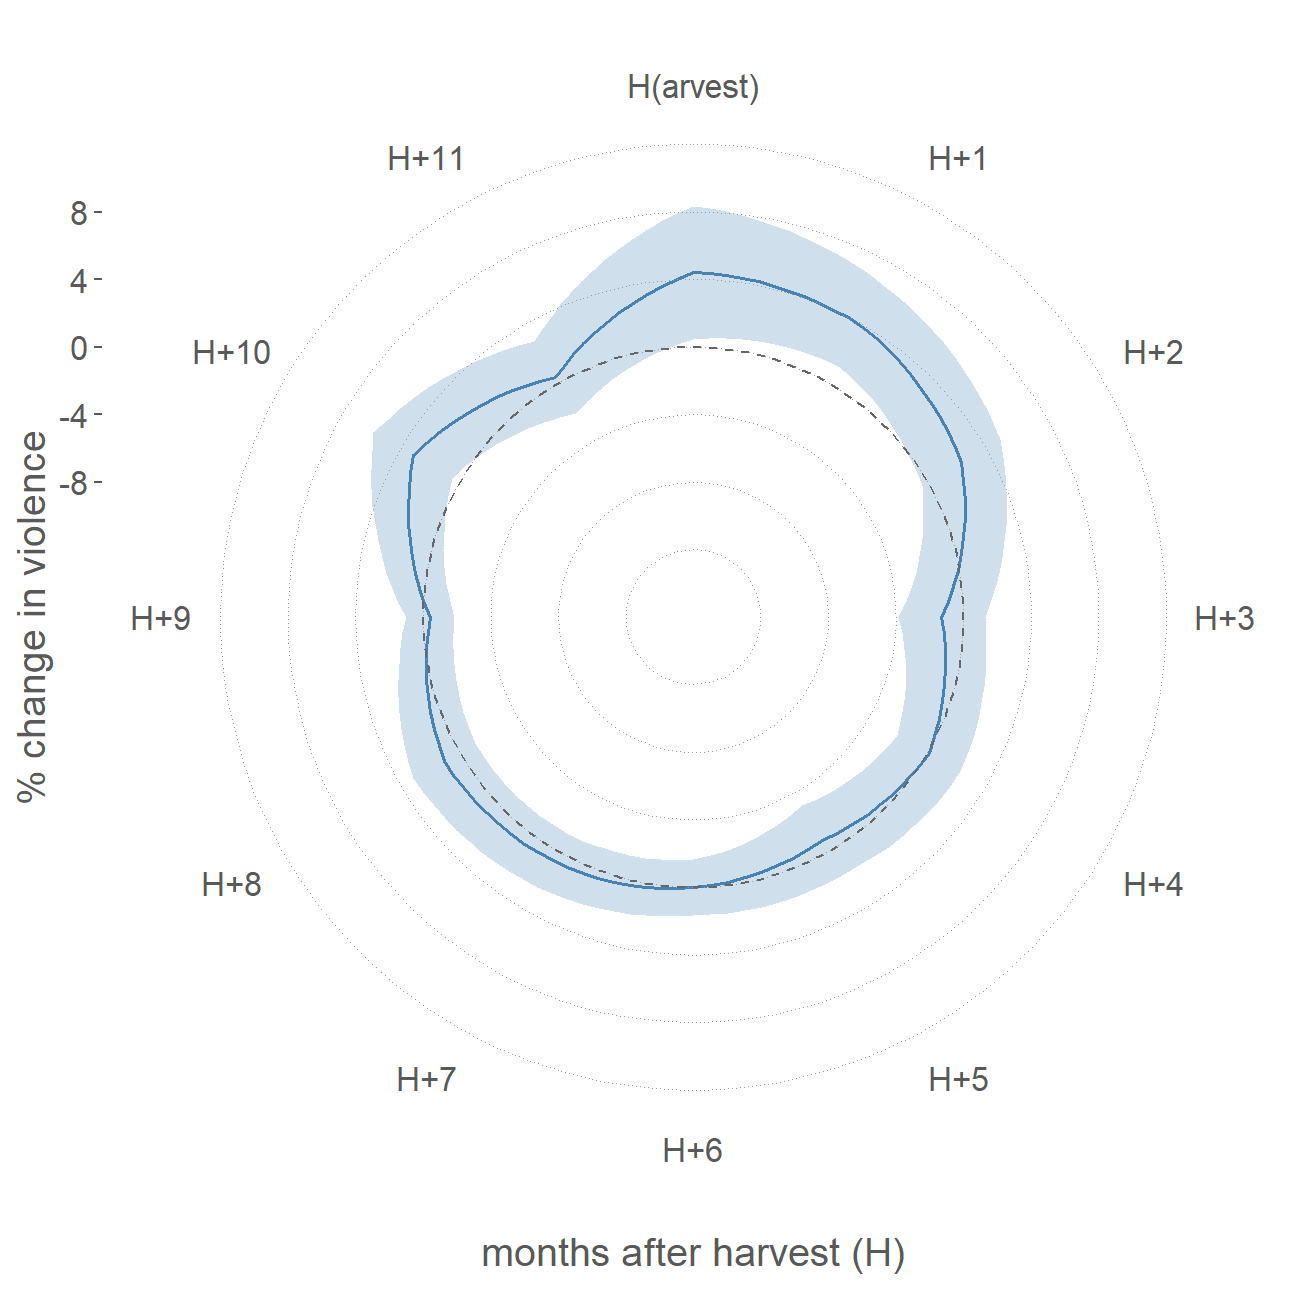 H(arvest)
H+11
H+1
8
4
0
-4
-8
H+10
H+2
% change in violence
H+9
H+3
H+8
H+4
H+7
H+5
H+6
months after harvest (H)